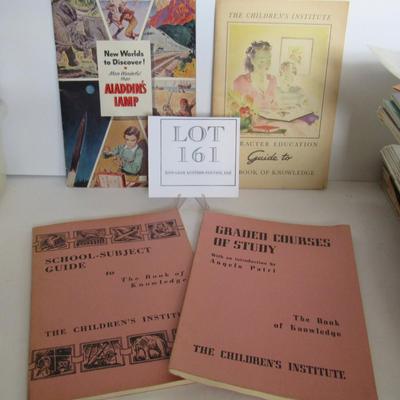 New Worlds
to Discover!
More Wonderful
than
ALADDIN'S
LAMP
THE CHILDREN'S INSTITUTE
Guide to
BOOK OF KNOWLEDGE
EDUCATION
LOT
161
SCHOOL-SUBJECT
GUIDE
to
The Book of
Knowledge
THE CHILDREN'S INSTITUTE
GRADED COURSES
OF STUDY
With an introduction by
Angelo Patri
The Book
of Knowledge
THE CHILDREN'S INSTITUTE